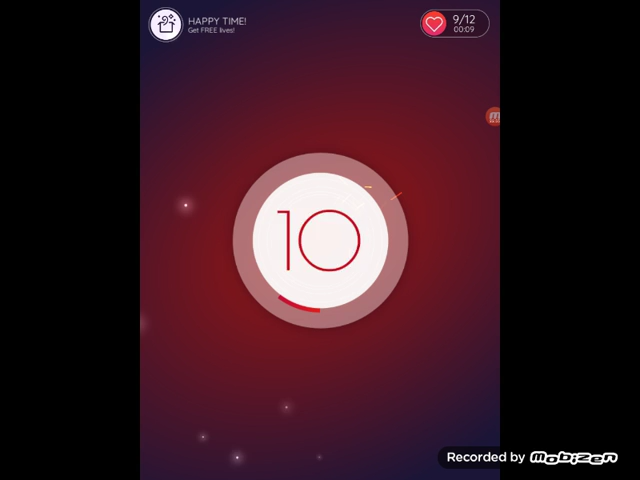 HAPPY TIME!
Get FREE lives!
9/12
00:09
10
Recorded by mobizen